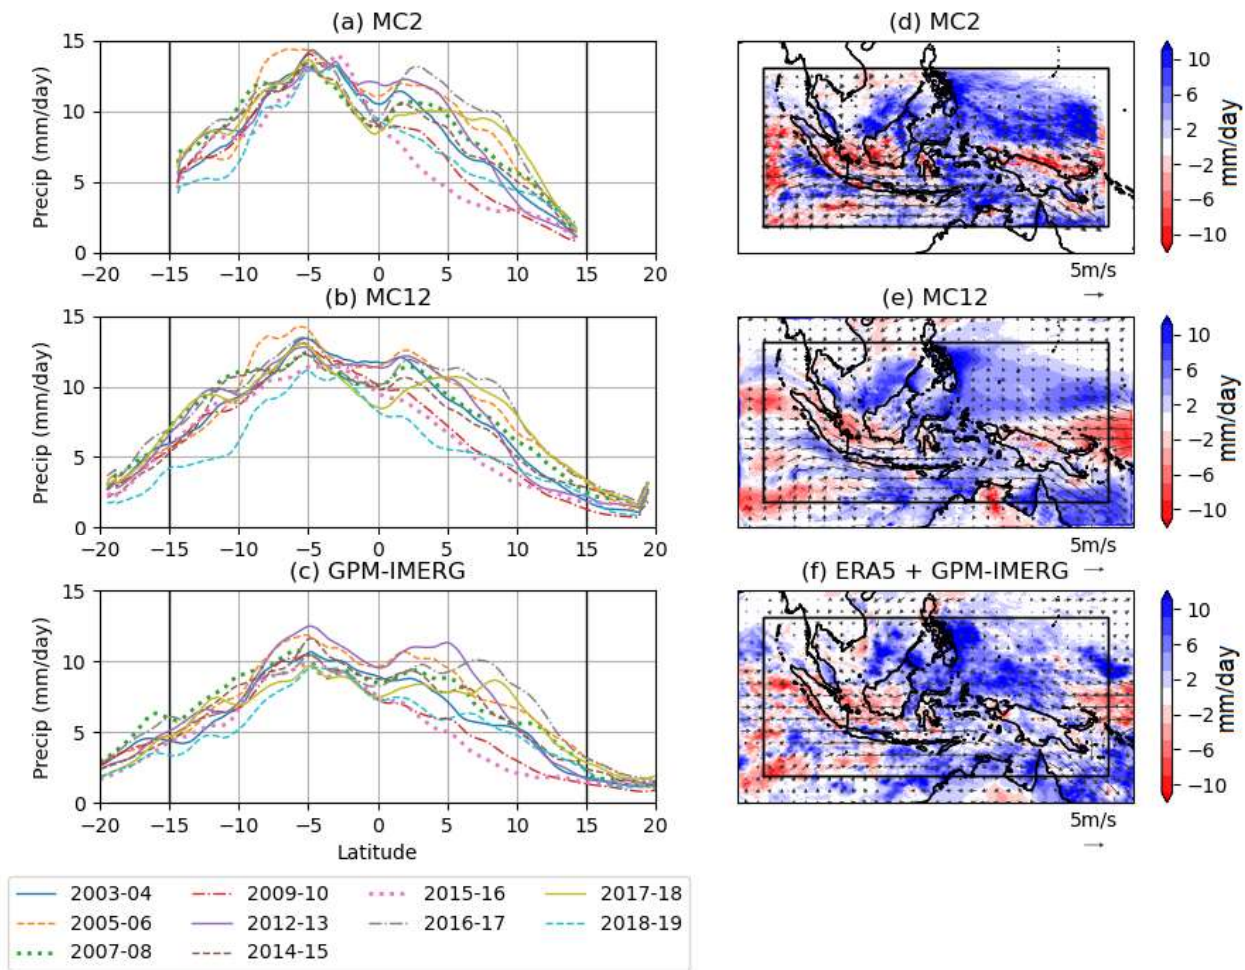 (a) MC2
Precip (mm/day)
15
10
5
0
−20 −15 −10 −5 0 5 10 15 20
(b) MC12
Precip (mm/day)
15
10
5
0
−20 −15 −10 −5 0 5 10 15 20
(c) GPM-IMERG
Precip (mm/day)
15
10
5
0
−20 −15 −10 −5 0 5 10 15 20
Latitude
2003-04 2009-10 2015-16 2017-18
2005-06 2012-13 2016-17 2018-19
2007-08 2014-15
(d) MC2
10
6
2
−2
−6
−10
mm/day
5m/s
(e) MC12
10
6
2
−2
−6
−10
mm/day
5m/s
(f) ERA5 + GPM-IMERG
10
6
2
−2
−6
−10
mm/day
5m/s